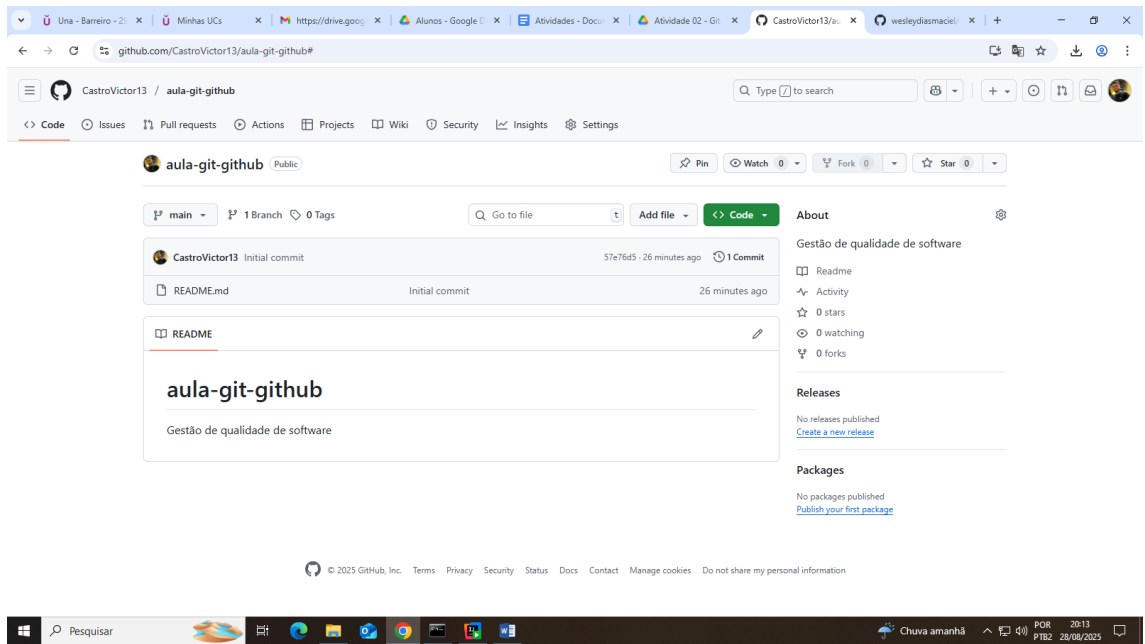 Una - Barreiro - 25
Minhas UCs
https://drive.goog
Alunos - Google D
Atividades - Docu
Atividade 02 - Git
CastroVictor13/au
wesleydiasmaciel/
github.com/CastroVictor13/aula-git-github#
CastroVictor13 / aula-git-github
Type / to search
Code
Issues
Pull requests
Actions
Projects
Wiki
Security
Insights
Settings
aula-git-github Public
Pin
Watch 0
Fork 0
Star 0
main
1 Branch
0 Tags
Go to file t
Add file
Code
CastroVictor13 Initial commit
57e76d5 · 26 minutes ago
1 Commit
README.md
Initial commit
26 minutes ago
README
aula-git-github
Gestão de qualidade de software
About
Gestão de qualidade de software
Readme
Activity
0 stars
0 watching
0 forks
Releases
No releases published
Create a new release
Packages
No packages published
Publish your first package
© 2025 GitHub, Inc. Terms Privacy Security Status Docs Contact Manage cookies Do not share my personal information
Pesquisar
Chuva amanhã
POR
PTB2
20:13
28/08/2025